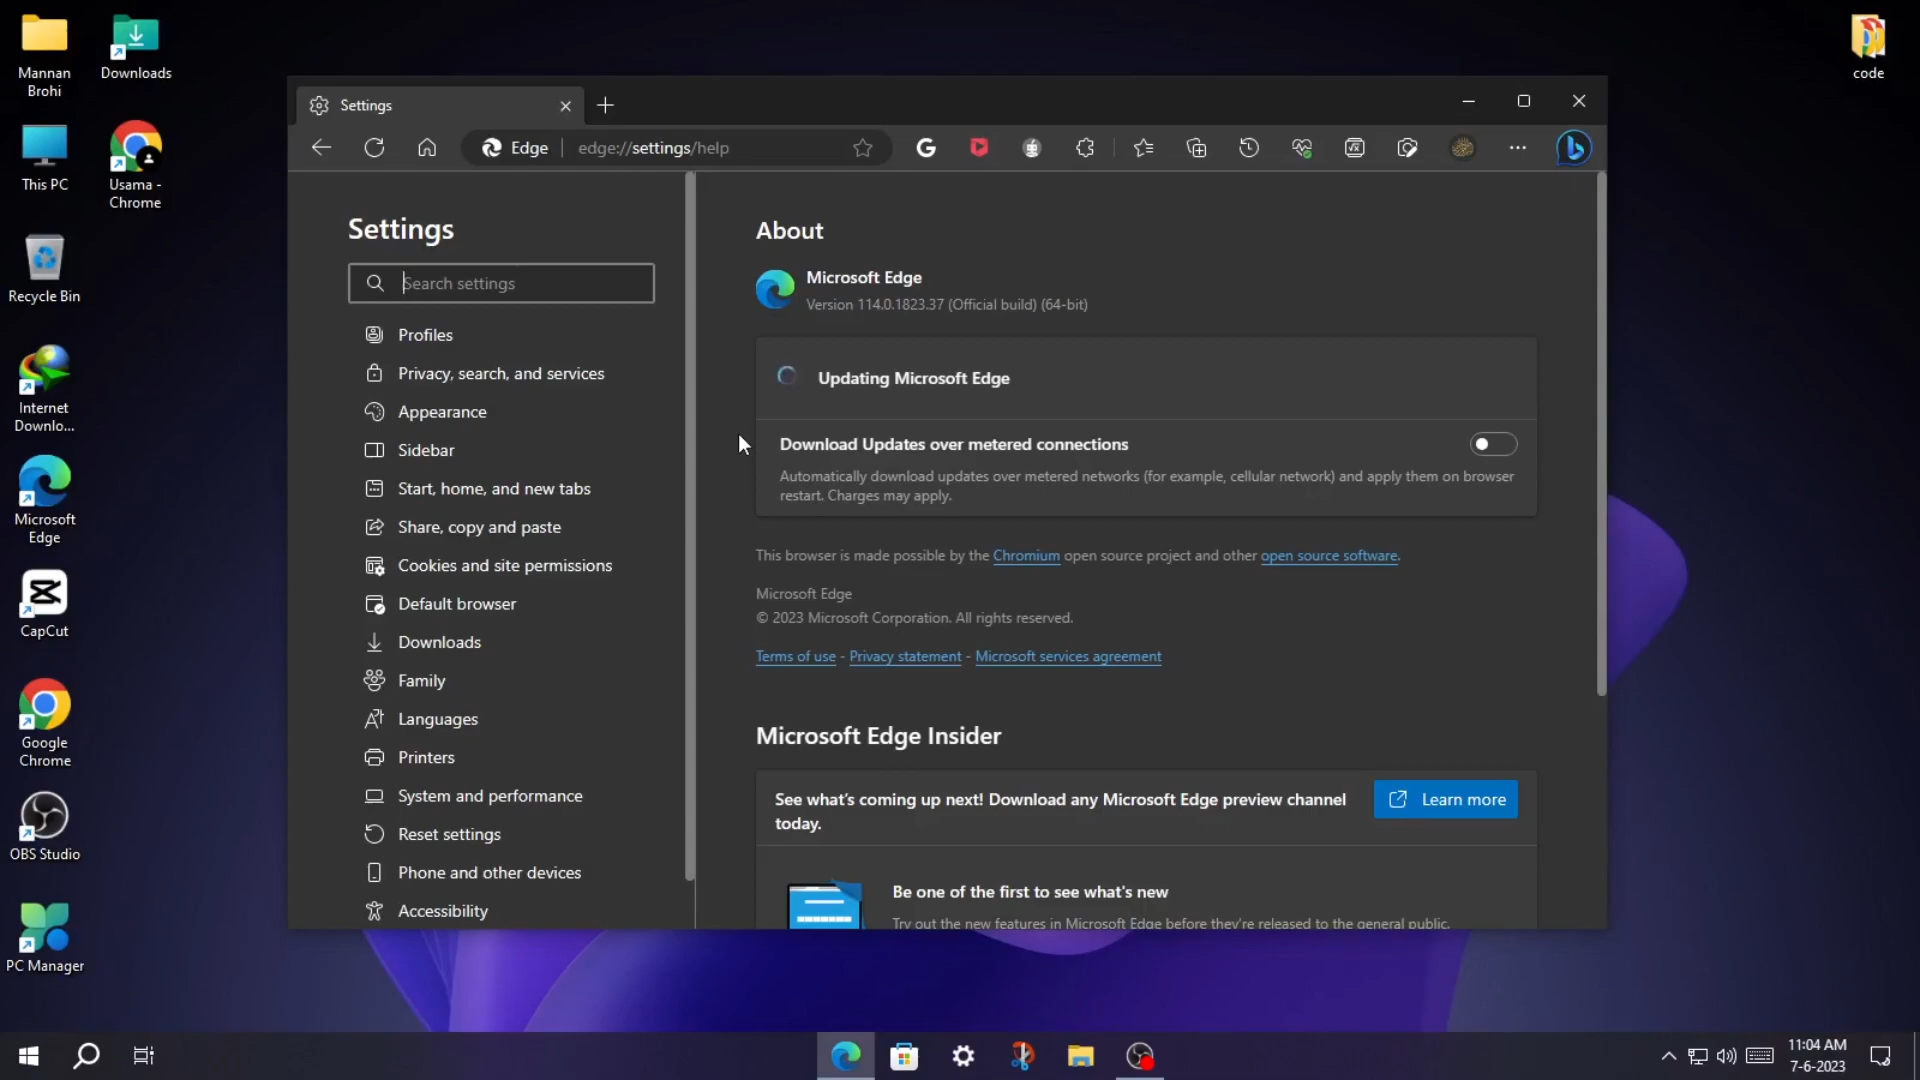 Mannan
Brohi
Downloads
code
This PC
Usama -
Chrome
Recycle Bin
Internet
Downlo...
Microsoft
Edge
CapCut
Google
Chrome
OBS Studio
PC Manager
Settings
Edge
edge://settings/help
Settings
Search settings
Profiles
Privacy, search, and services
Appearance
Sidebar
Start, home, and new tabs
Share, copy and paste
Cookies and site permissions
Default browser
Downloads
Family
Languages
Printers
System and performance
Reset settings
Phone and other devices
Accessibility
About
Microsoft Edge
Version 114.0.1823.37 (Official build) (64-bit)
Updating Microsoft Edge
Download Updates over metered connections
Automatically download updates over metered networks (for example, cellular network) and apply them on browser
restart. Charges may apply.
This browser is made possible by the Chromium open source project and other open source software.
Microsoft Edge
© 2023 Microsoft Corporation. All rights reserved.
Terms of use - Privacy statement - Microsoft services agreement
Microsoft Edge Insider
See what's coming up next! Download any Microsoft Edge preview channel
today.
Learn more
Be one of the first to see what's new
Try out the new features in Microsoft Edge before they're released to the general public.
11:04 AM
7-6-2023